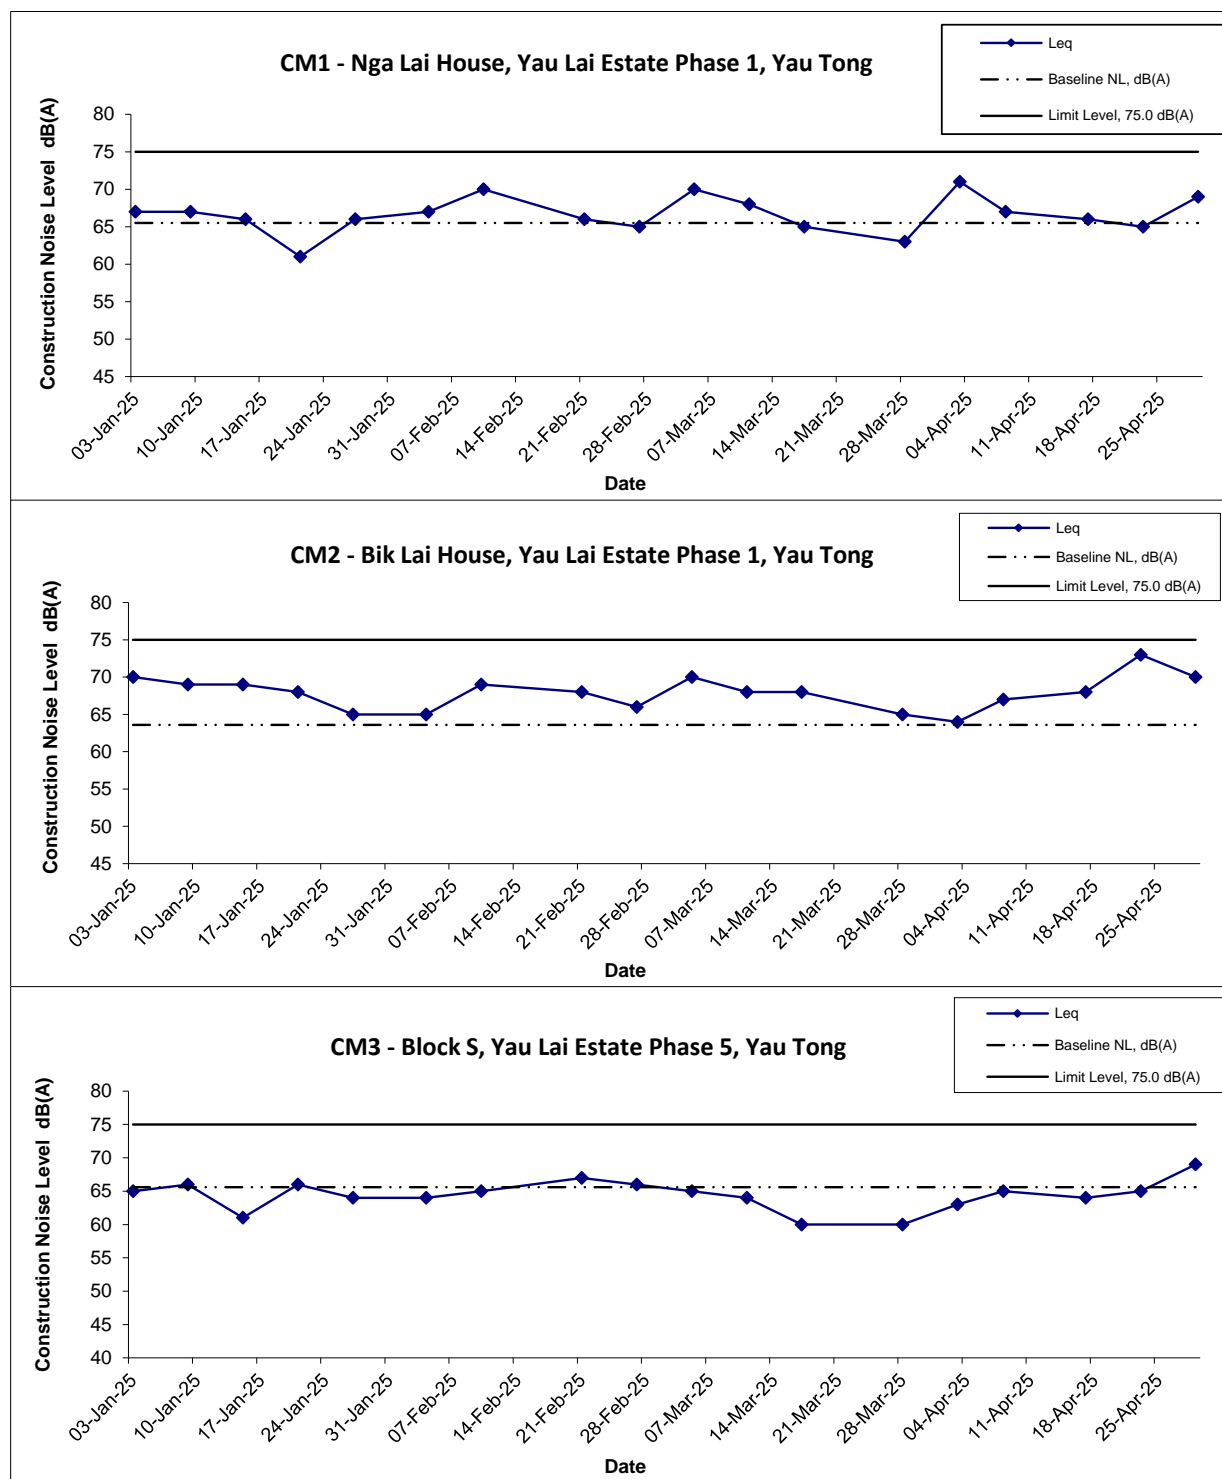 CM1 - Nga Lai House, Yau Lai Estate Phase 1, Yau Tong
Leq
Baseline NL, dB(A)
Limit Level, 75.0 dB(A)
Construction Noise Level dB(A)
80
75
70
65
60
55
50
45
03-Jan-25
10-Jan-25
17-Jan-25
24-Jan-25
31-Jan-25
07-Feb-25
14-Feb-25
21-Feb-25
28-Feb-25
07-Mar-25
14-Mar-25
21-Mar-25
28-Mar-25
04-Apr-25
11-Apr-25
18-Apr-25
25-Apr-25
Date
CM2 - Bik Lai House, Yau Lai Estate Phase 1, Yau Tong
Leq
Baseline NL, dB(A)
Limit Level, 75.0 dB(A)
Construction Noise Level dB(A)
80
75
70
65
60
55
50
45
03-Jan-25
10-Jan-25
17-Jan-25
24-Jan-25
31-Jan-25
07-Feb-25
14-Feb-25
21-Feb-25
28-Feb-25
07-Mar-25
14-Mar-25
21-Mar-25
28-Mar-25
04-Apr-25
11-Apr-25
18-Apr-25
25-Apr-25
Date
CM3 - Block S, Yau Lai Estate Phase 5, Yau Tong
Leq
Baseline NL, dB(A)
Limit Level, 75.0 dB(A)
Construction Noise Level dB(A)
80
75
70
65
60
55
50
45
40
03-Jan-25
10-Jan-25
17-Jan-25
24-Jan-25
31-Jan-25
07-Feb-25
14-Feb-25
21-Feb-25
28-Feb-25
07-Mar-25
14-Mar-25
21-Mar-25
28-Mar-25
04-Apr-25
11-Apr-25
18-Apr-25
25-Apr-25
Date